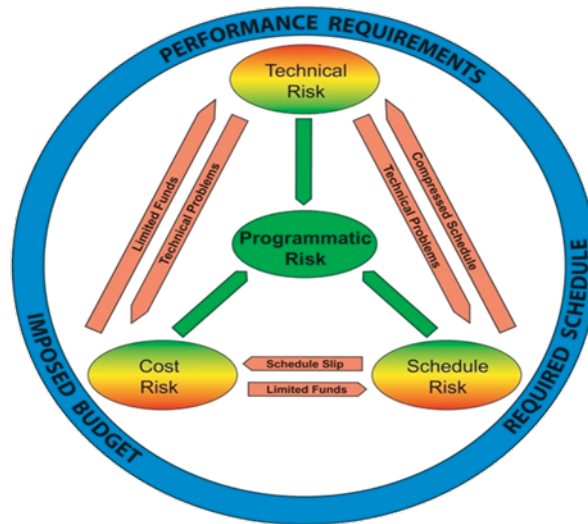 PERFORMANCE REQUIREMENTS
Technical
Risk
Limited Funds
Technical Problems
Technical Problems
Compressed Schedule
Programmatic
Risk
IMPOSED BUDGET
REQUIRED SCHEDULE
Cost
Risk
Schedule Slip
Limited Funds
Schedule
Risk